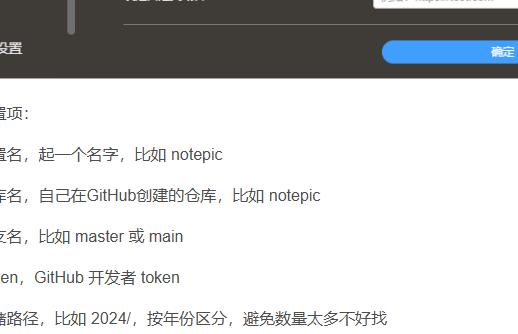 设置
确定
置项：
置名，起一个名字，比如 notepic
库名，自己在GitHub创建的仓库，比如 notepic
支名，比如 master 或 main
en，GitHub 开发者 token
储路径，比如 2024/，按年份区分，避免数量太多不好找